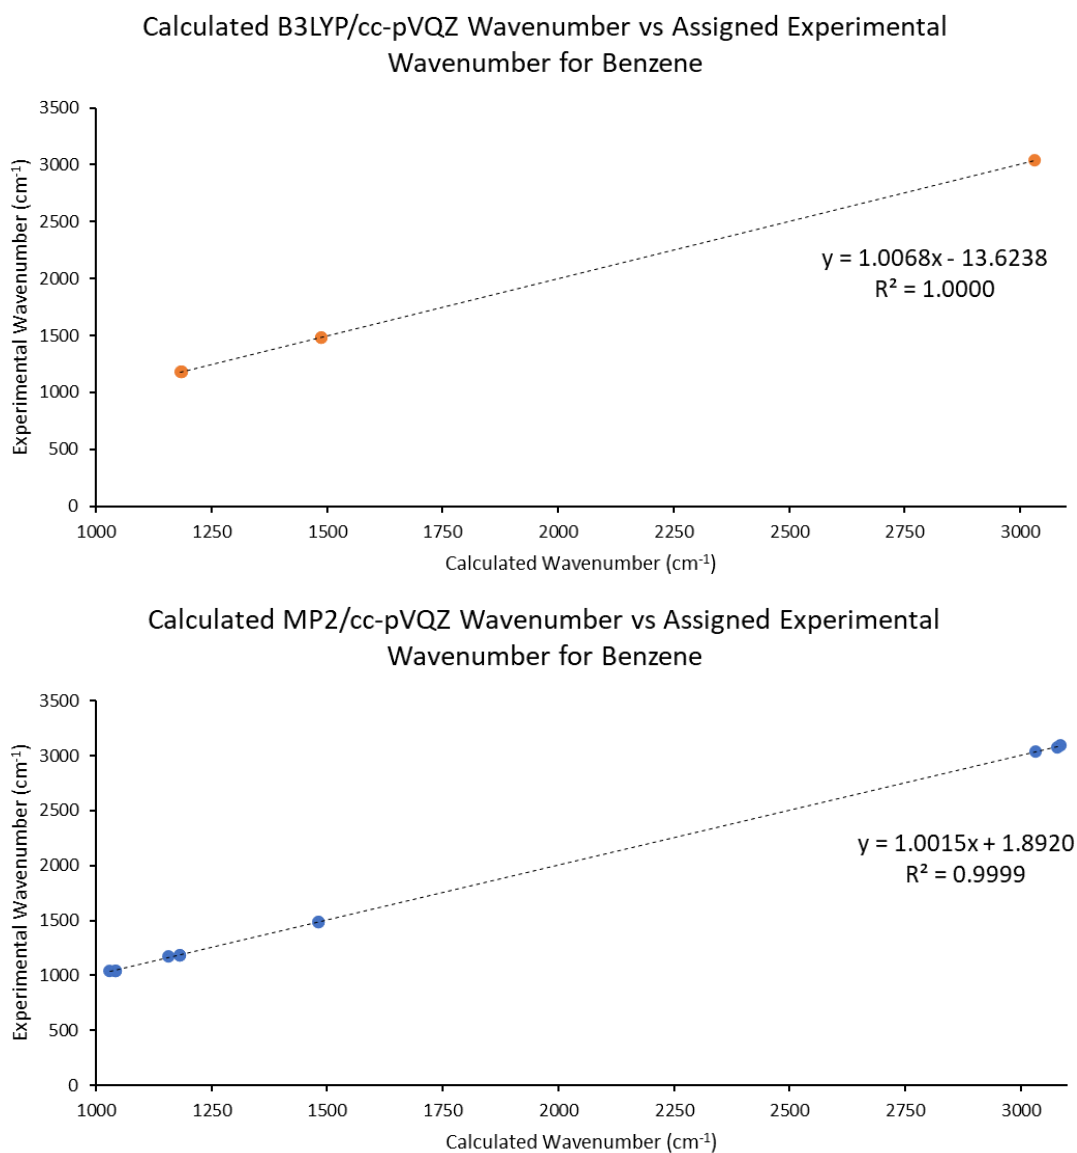 Calculated B3LYP/cc-pVQZ Wavenumber vs Assigned Experimental
Wavenumber for Benzene
Experimental Wavenumber (cm⁻¹)
3500
3000
2500
2000
1500
1000
500
0
y = 1.0068x - 13.6238
R² = 1.0000
1000 1250 1500 1750 2000 2250 2500 2750 3000
Calculated Wavenumber (cm⁻¹)
Calculated MP2/cc-pVQZ Wavenumber vs Assigned Experimental
Wavenumber for Benzene
Experimental Wavenumber (cm⁻¹)
3500
3000
2500
2000
1500
1000
500
0
y = 1.0015x + 1.8920
R² = 0.9999
1000 1250 1500 1750 2000 2250 2500 2750 3000
Calculated Wavenumber (cm⁻¹)